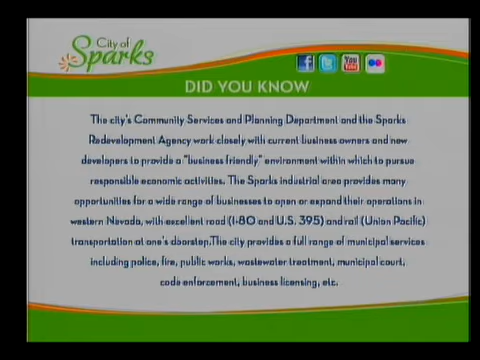 City of
Sparks
f
t
You
Tube
DID YOU KNOW
The city's Community Services and Planning Department and the Sparks
Redevelopment Agency work closely with current business owners and new
developers to provide a "business friendly" environment within which to pursue
responsible economic activities. The Sparks industrial area provides many
opportunities for a wide range of businesses to open or expand their operations in
western Nevada, with excellent road (I-80 and U.S. 395) and rail (Union Pacific)
transportation at one's doorstep.The city provides a full range of municipal services
including police, fire, public works, wastewater treatment, municipal court,
code enforcement, business licensing, etc.